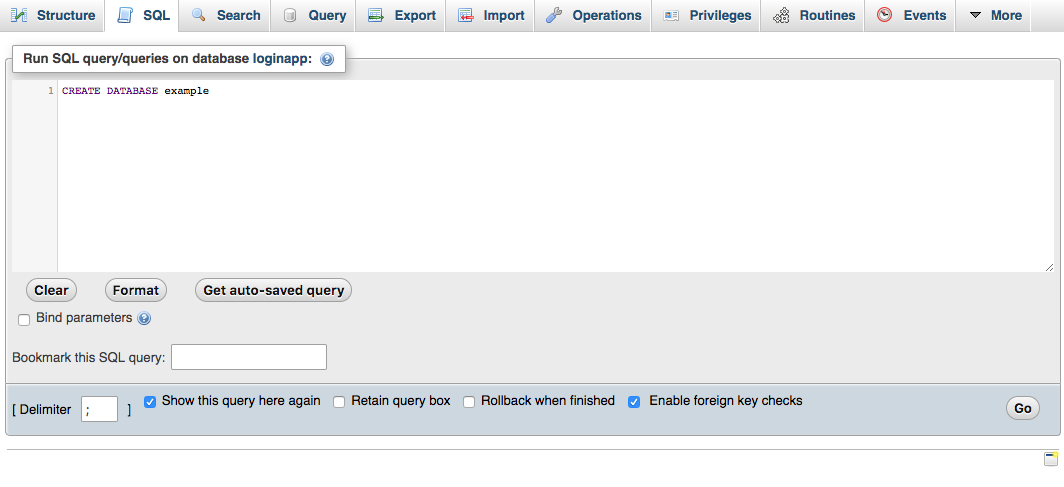 Structure SQL Search Query Export Import Operations Privileges Routines Events More
Run SQL query/queries on database loginapp:
1 CREATE DATABASE example
Clear Format Get auto-saved query
Bind parameters
Bookmark this SQL query:
[ Delimiter ; ] Show this query here again Retain query box Rollback when finished Enable foreign key checks Go